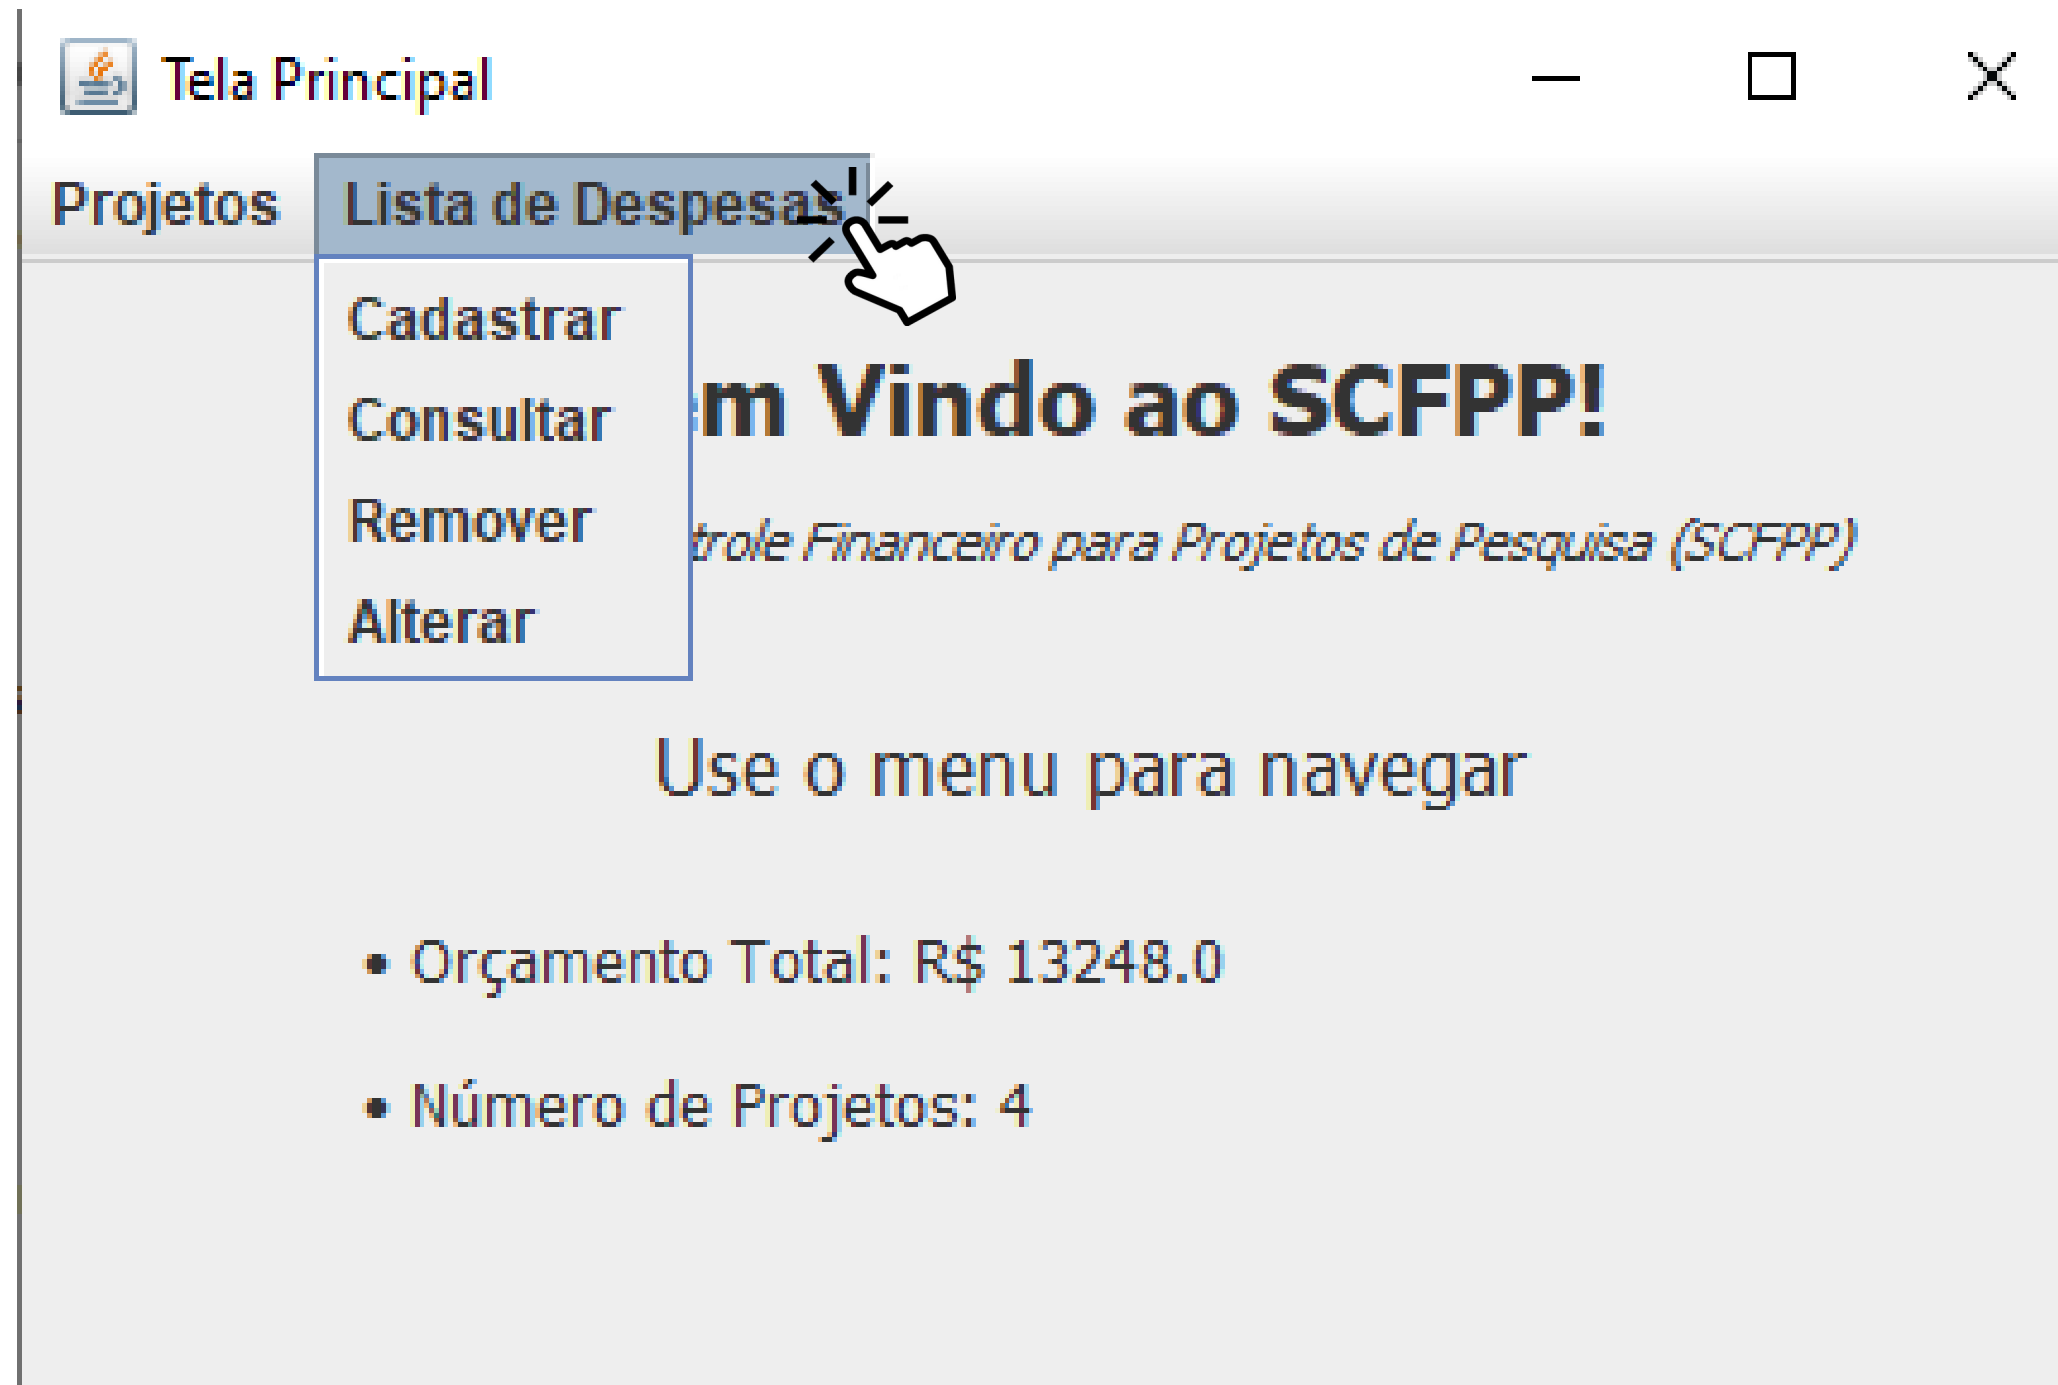 Tela Principal
Projetos Lista de Despesas
Cadastrar
Consultar
Remover
Alterar
Vindo ao SCFPP!
Financeiro para Projetos de Pesquisa (SCFPP)
Use o menu para navegar
• Orçamento Total: R$ 13248.0
• Número de Projetos: 4